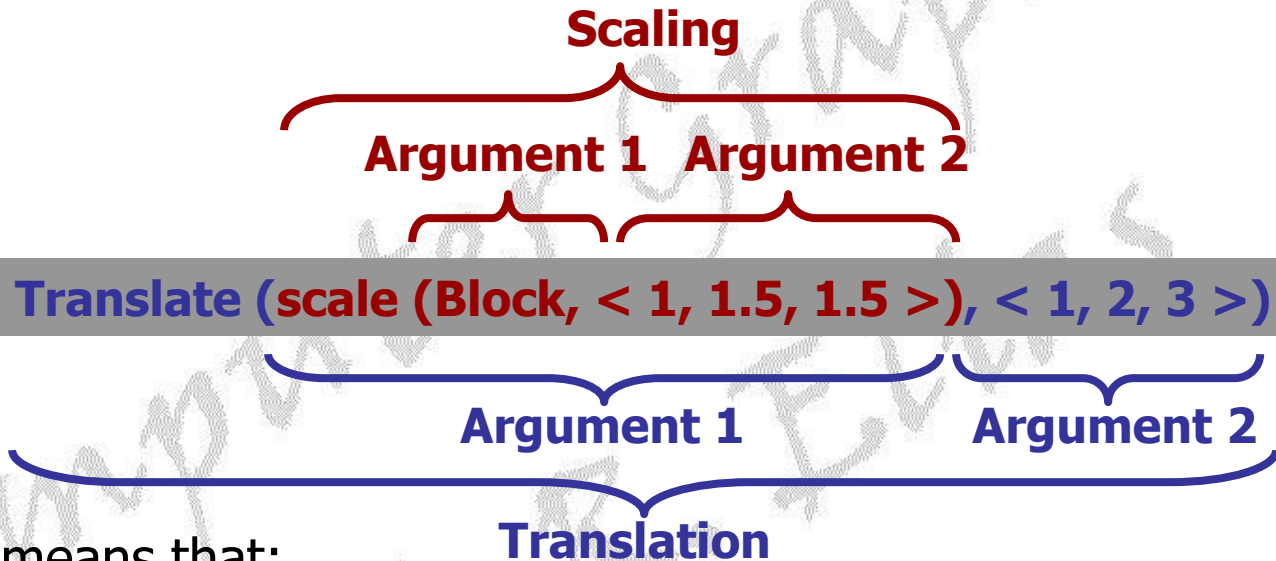 Scaling
Argument 1 Argument 2
Translate (scale (Block, < 1, 1.5, 1.5 >), < 1, 2, 3 >)
Argument 1 Argument 2
Translation
means that: